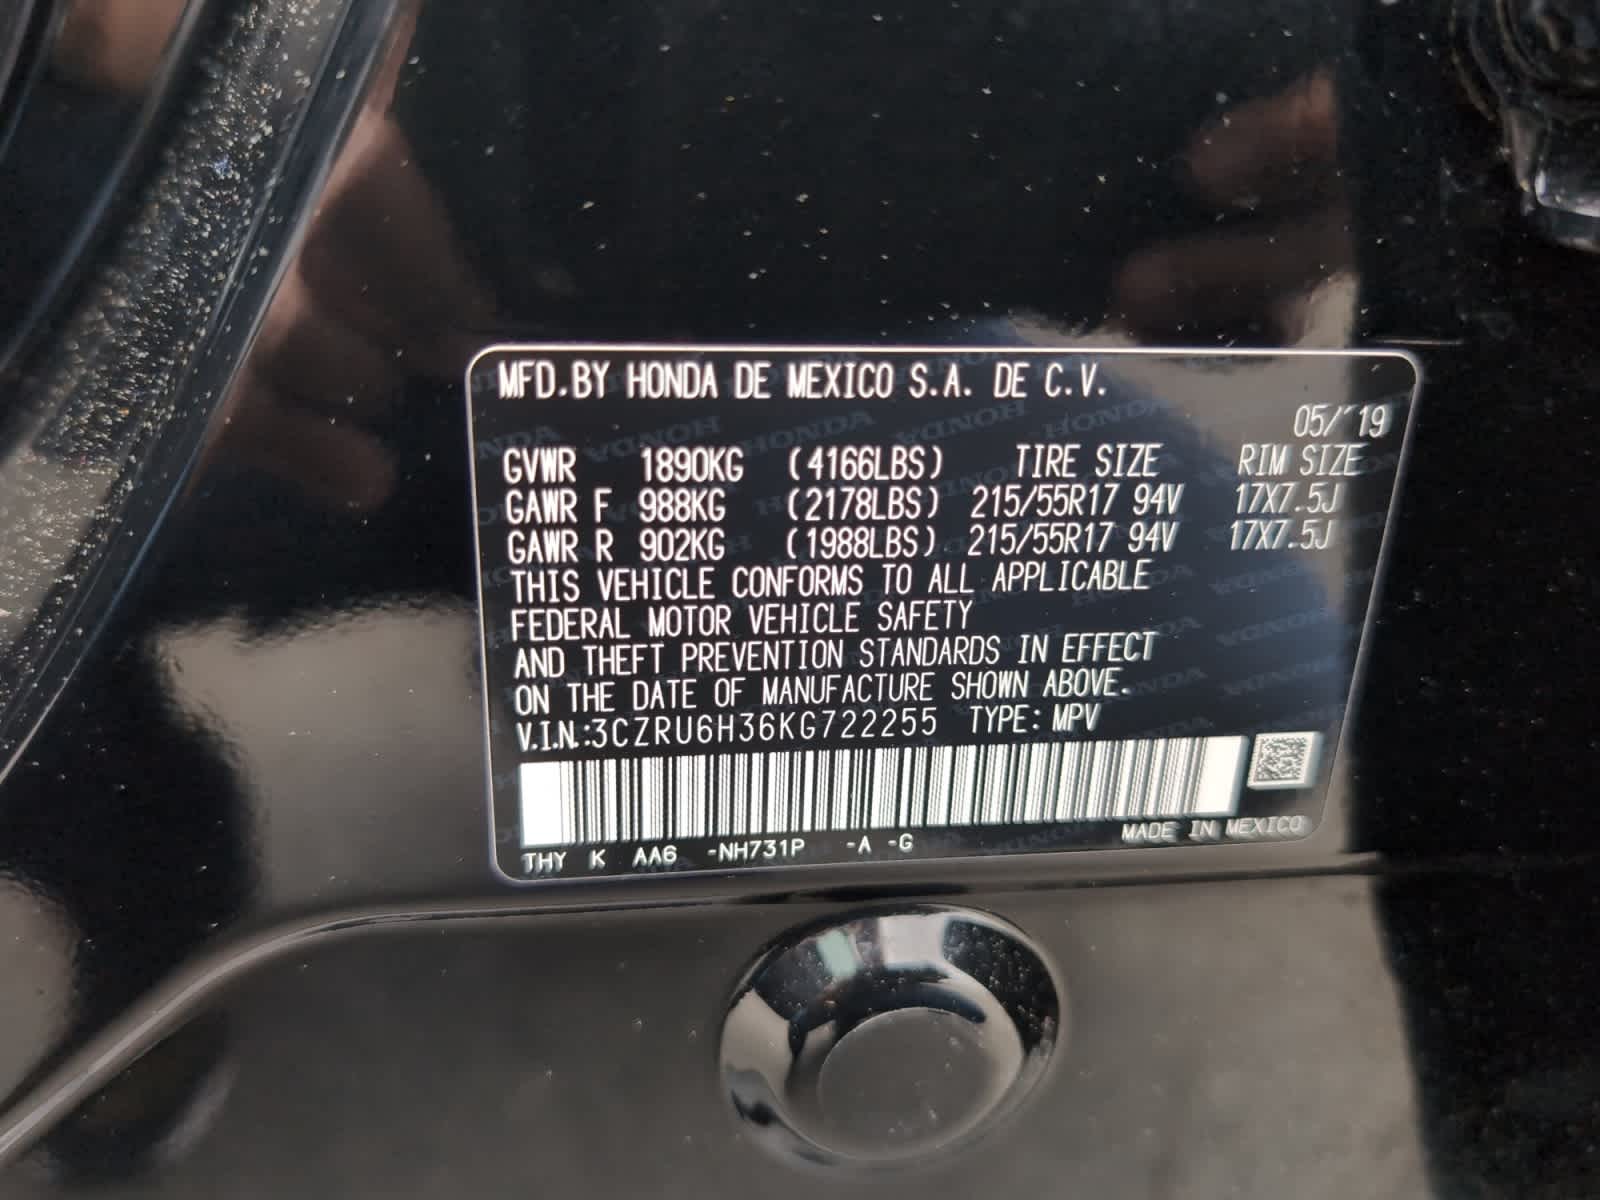 MFD.BY HONDA DE MEXICO S.A. DE C.V.
05/'19
GVWR 1890KG (4166LBS) TIRE SIZE RIM SIZE
GAWR F 988KG (2178LBS) 215/55R17 94V 17X7.5J
GAWR R 902KG (1988LBS) 215/55R17 94V 17X7.5J
THIS VEHICLE CONFORMS TO ALL APPLICABLE
FEDERAL MOTOR VEHICLE SAFETY
AND THEFT PREVENTION STANDARDS IN EFFECT
ON THE DATE OF MANUFACTURE SHOWN ABOVE.
V.I.N.:3CZRU6H36KG722255 TYPE: MPV
MADE IN MEXICO
THY K AA6 -NH731P -A -G